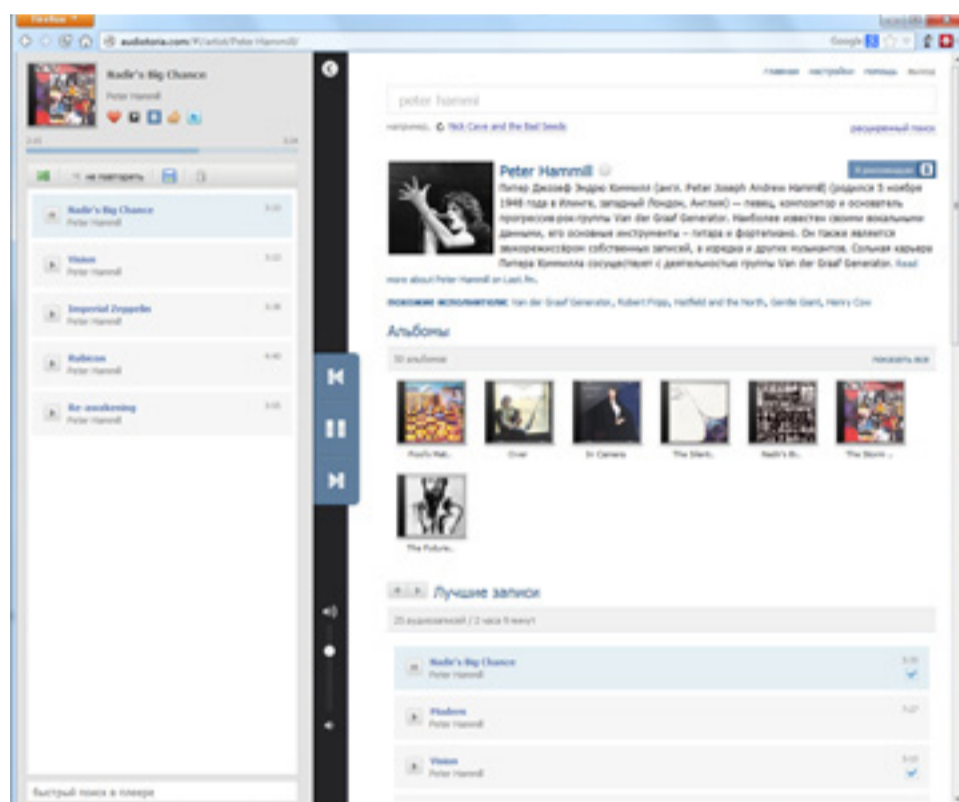 Firefox
audiotoria.com/#/artist/Peter Hammill/
Google
Nadir's Big Chance
Peter Hammill
не повторять
Nadir's Big Chance
Peter Hammill
Vision
Peter Hammill
Imperial Zeppelin
Peter Hammill
Rubicon
Peter Hammill
Re-awakening
Peter Hammill
быстрый поиск в плеере
главная настройки помощь выход
peter hammill
например, Nick Cave and the Bad Seeds
расширенный поиск
Peter Hammill
Питер Джозеф Эндрю Хэммилл (англ. Peter Joseph Andrew Hammill) (родился 5 ноября
1948 года в Илинге, западный Лондон, Англия) — певец, композитор и основатель
прогрессив-рок-группы Van der Graaf Generator. Наиболее известен своими вокальными
данными, его основные инструменты – гитара и фортепиано. Он также является
звукорежиссёром собственных записей, а изредка и других музыкантов. Сольная карьера
Питера Хэммилла сосуществует с деятельностью группы Van der Graaf Generator. Read
more about Peter Hammill on Last.fm.
похожие исполнители: Van der Graaf Generator, Robert Fripp, Hatfield and the North, Gentle Giant, Henry Cow
Альбомы
альбомов
показать все
Fool's Mat..
Over
In Camera
The Silent..
Nadir's Bi..
The Storm ..
The Future..
Лучшие записи
25 аудиозаписей / 2 часа 9 минут
Nadir's Big Chance
Peter Hammill
Modern
Peter Hammill
Vision
Peter Hammill